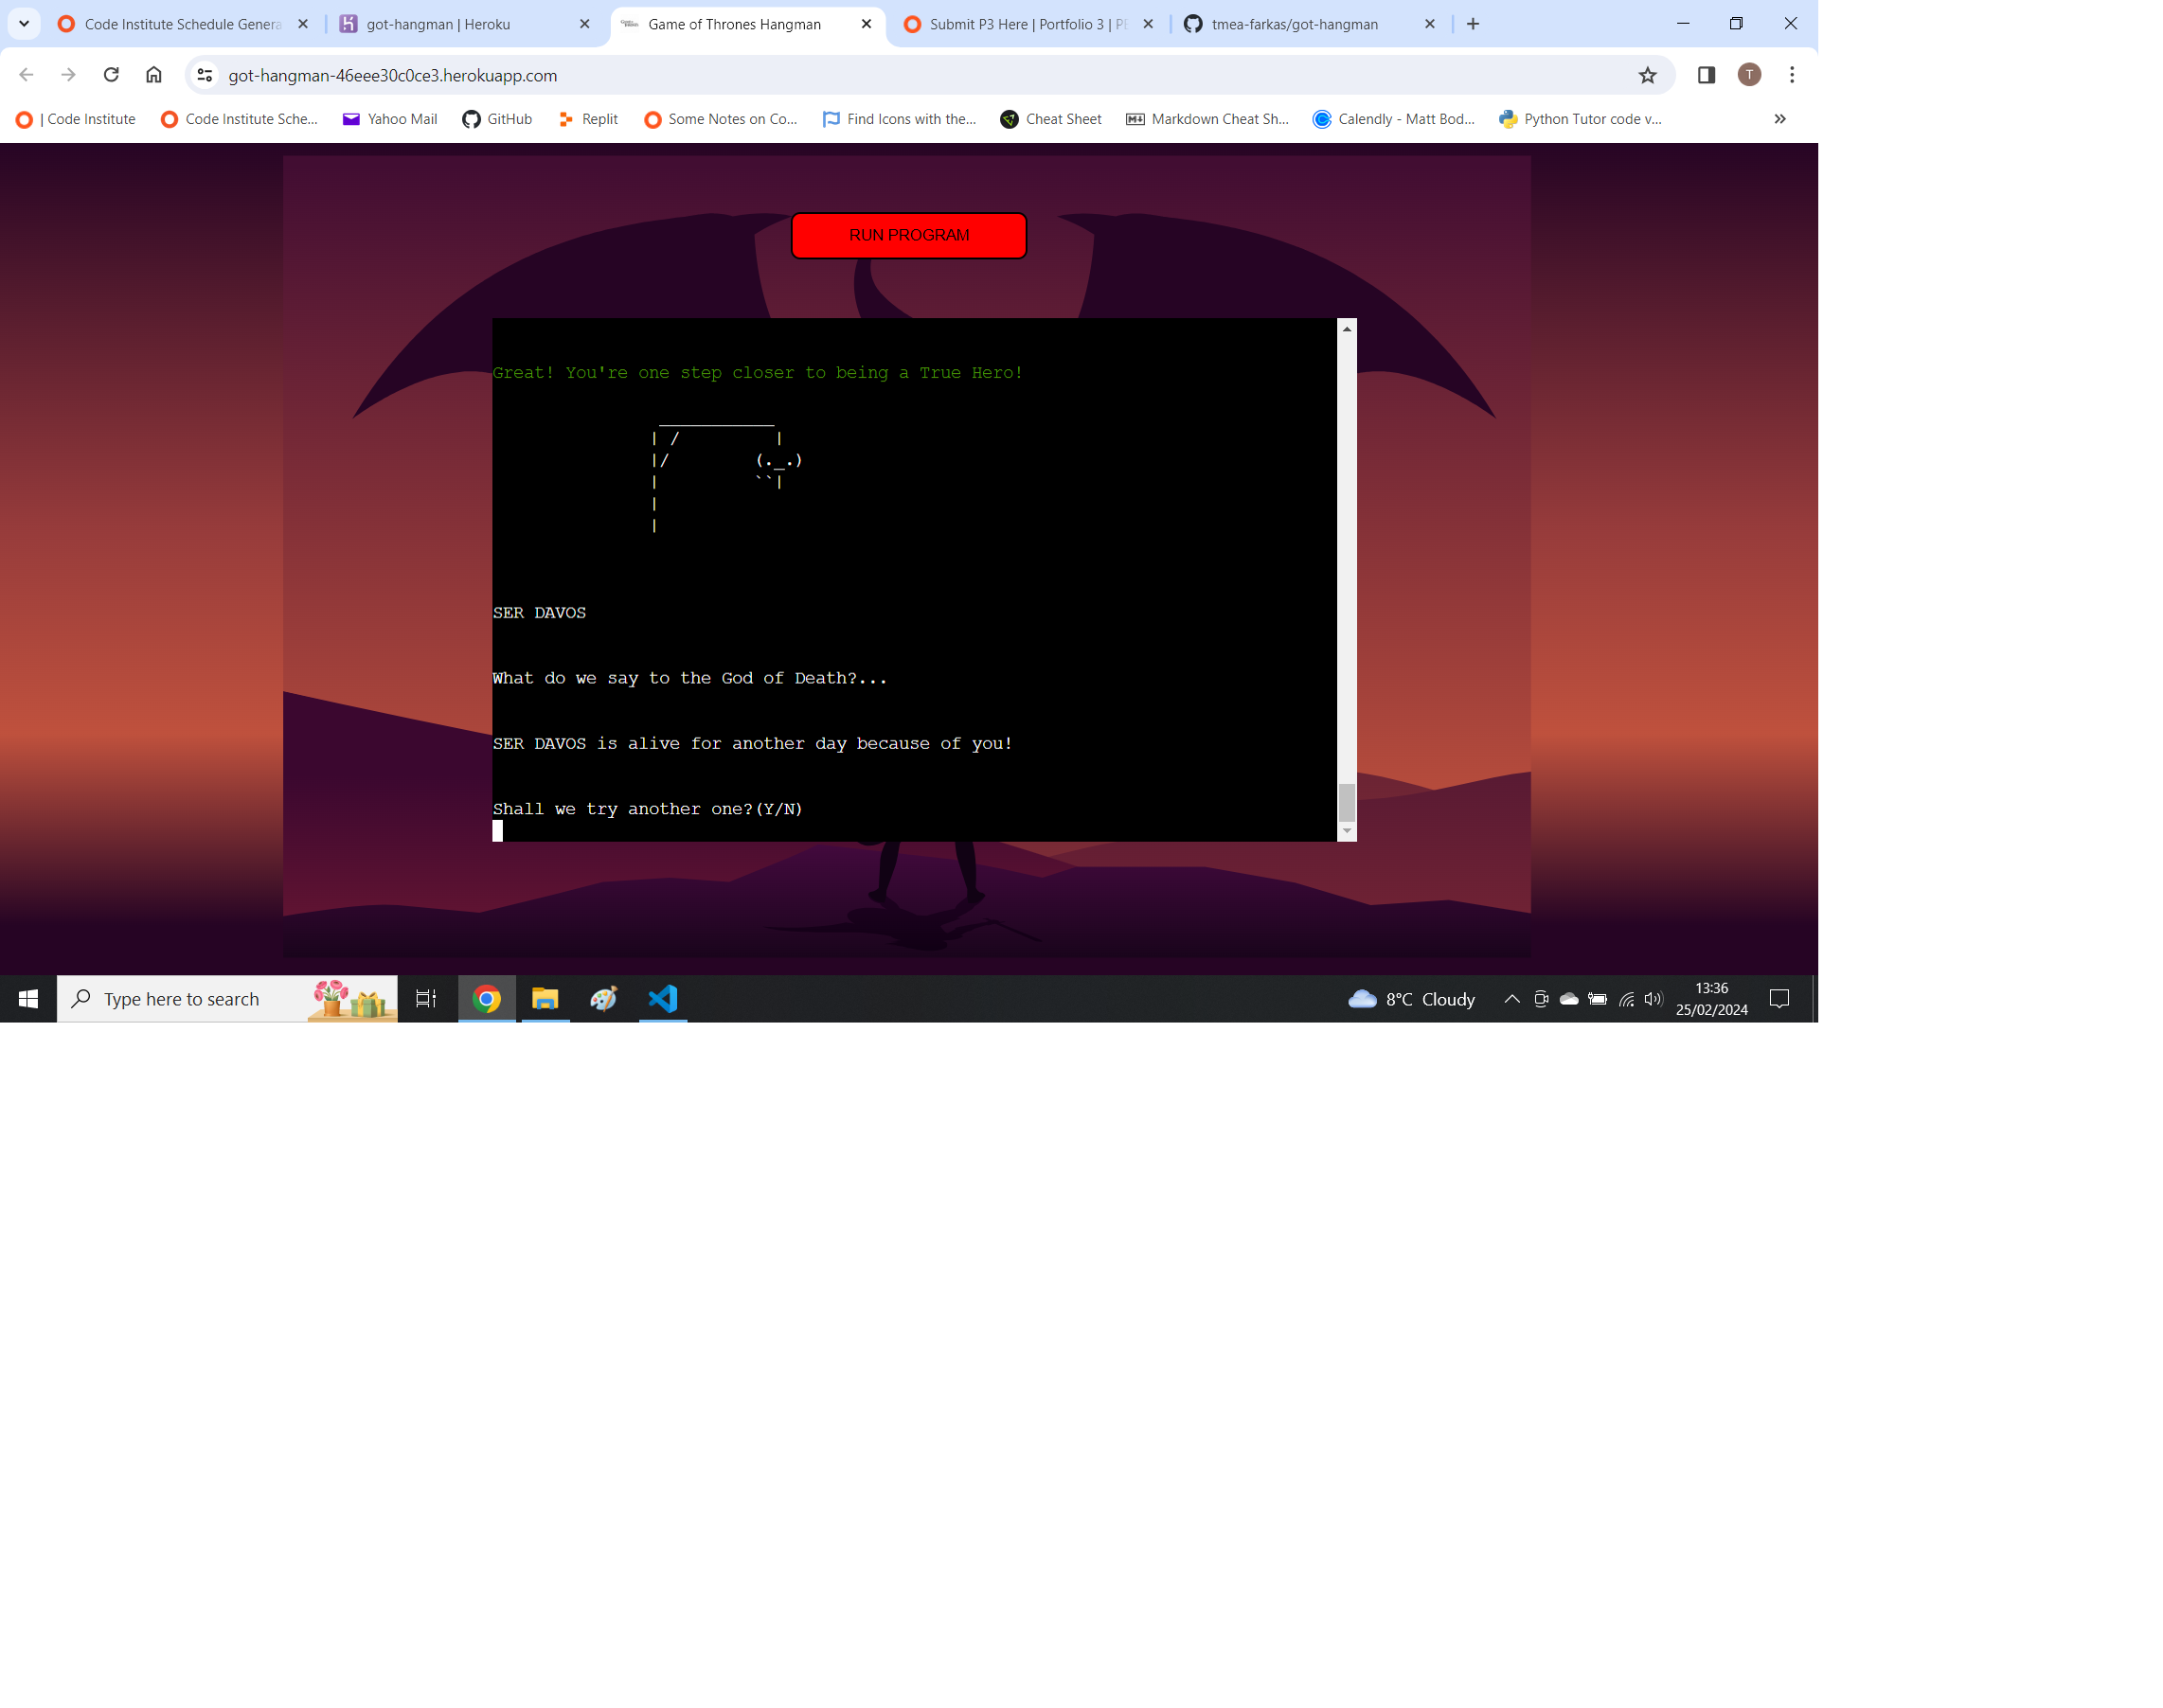 Code Institute Schedule Genera
got-hangman | Heroku
Game of Thrones Hangman
Submit P3 Here | Portfolio 3 | PE
tmea-farkas/got-hangman
got-hangman-46eee30c0ce3.herokuapp.com
T
| Code Institute
Code Institute Sche...
Yahoo Mail
GitHub
Replit
Some Notes on Co...
Find Icons with the...
Cheat Sheet
Markdown Cheat Sh...
Calendly - Matt Bod...
Python Tutor code v...
RUN PROGRAM
Great! You're one step closer to being a True Hero!
SER DAVOS
What do we say to the God of Death?...
SER DAVOS is alive for another day because of you!
Shall we try another one?(Y/N)
Type here to search
8°C Cloudy
13:36
25/02/2024